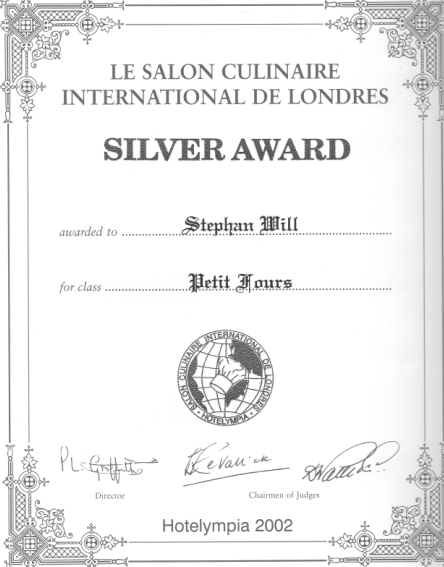 LE SALON CULINAIRE
INTERNATIONAL DE LONDRES
SILVER AWARD
awarded to Stephan Will
for class Petit Fours
SALON CULINAIRE INTERNATIONAL DE LONDRES
HOTELYMPIA
Director
Chairmen of Judges
Hotelympia 2002